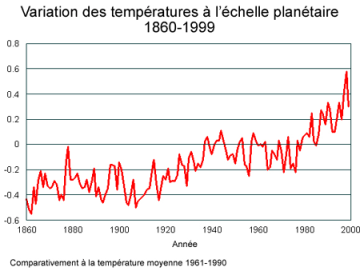 Variation des températures à l'échelle planétaire
1860-1999
0.8
0.6
0.4
0.2
0
-0.2
-0.4
-0.6
1860 1880 1900 1920 1940 1960 1980 2000
Année
Comparativement à la température moyenne 1961-1990